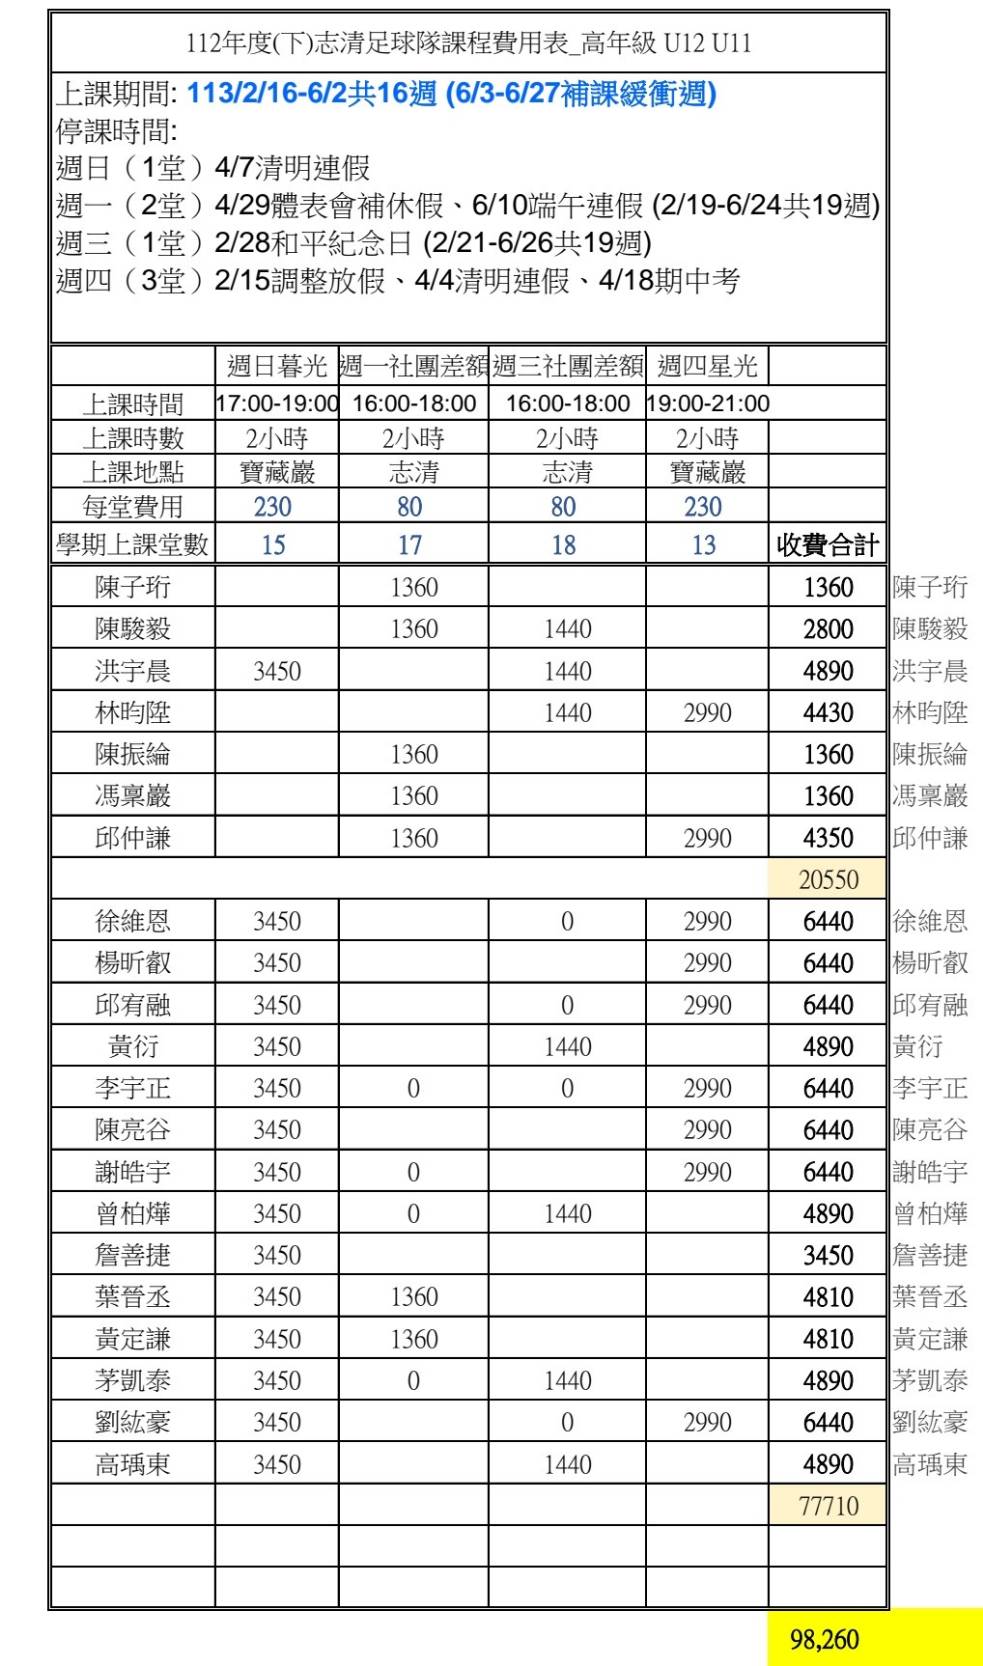 112年度(下)志清足球隊課程費用表_高年級 U12 U11
上課期間: 113/2/16-6/2共16週 (6/3-6/27補課緩衝週)
停課時間:
週日（1堂）4/7清明連假
週一（2堂）4/29體表會補休假、6/10端午連假 (2/19-6/24共19週)
週三（1堂）2/28和平紀念日 (2/21-6/26共19週)
週四（3堂）2/15調整放假、4/4清明連假、4/18期中考
週日暮光 週一社團差額 週三社團差額 週四星光
上課時間 17:00-19:00 16:00-18:00 16:00-18:00 19:00-21:00
上課時數 2小時 2小時 2小時 2小時
上課地點 寶藏巖 志清 志清 寶藏巖
每堂費用 230 80 80 230
學期上課堂數 15 17 18 13 收費合計
陳子珩 1360 1360 陳子珩
陳駿毅 1360 1440 2800 陳駿毅
洪宇晨 3450 1440 4890 洪宇晨
林昀陞 1440 2990 4430 林昀陞
陳振綸 1360 1360 陳振綸
馮稟巖 1360 1360 馮稟巖
邱仲謙 1360 2990 4350 邱仲謙
20550
徐維恩 3450 0 2990 6440 徐維恩
楊昕叡 3450 2990 6440 楊昕叡
邱宥融 3450 0 2990 6440 邱宥融
黃衍 3450 1440 4890 黃衍
李宇正 3450 0 0 2990 6440 李宇正
陳亮谷 3450 2990 6440 陳亮谷
謝皓宇 3450 0 2990 6440 謝皓宇
曾柏燁 3450 0 1440 4890 曾柏燁
詹善捷 3450 3450 詹善捷
葉晉丞 3450 1360 4810 葉晉丞
黃定謙 3450 1360 4810 黃定謙
茅凱泰 3450 0 1440 4890 茅凱泰
劉紘豪 3450 0 2990 6440 劉紘豪
高瑀東 3450 1440 4890 高瑀東
77710
98,260